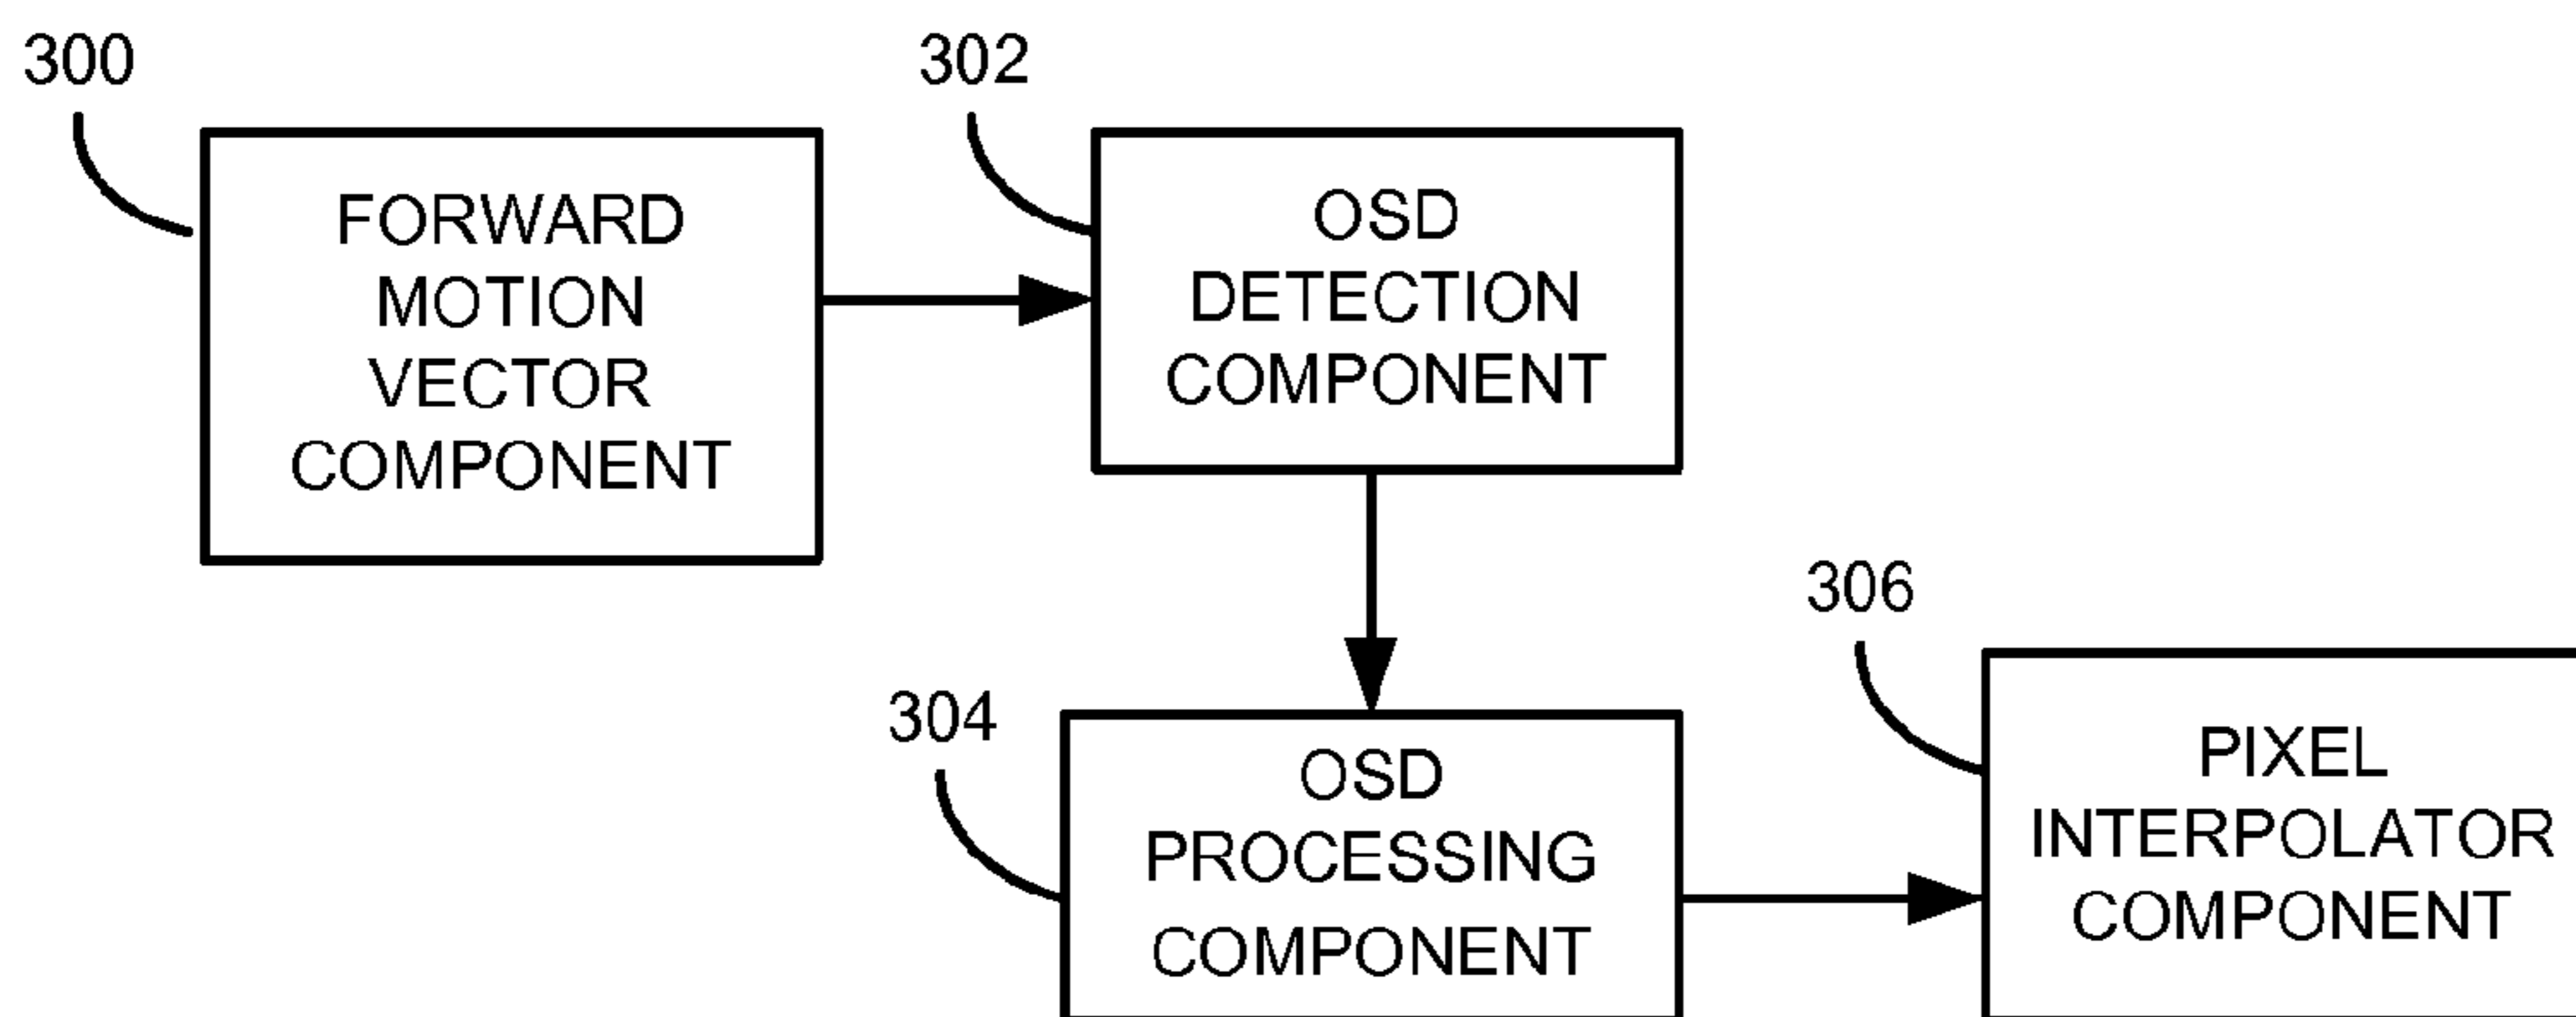 300
FORWARD
MOTION
VECTOR
COMPONENT
302
OSD
DETECTION
COMPONENT
304
OSD
PROCESSING
COMPONENT
306
PIXEL
INTERPOLATOR
COMPONENT